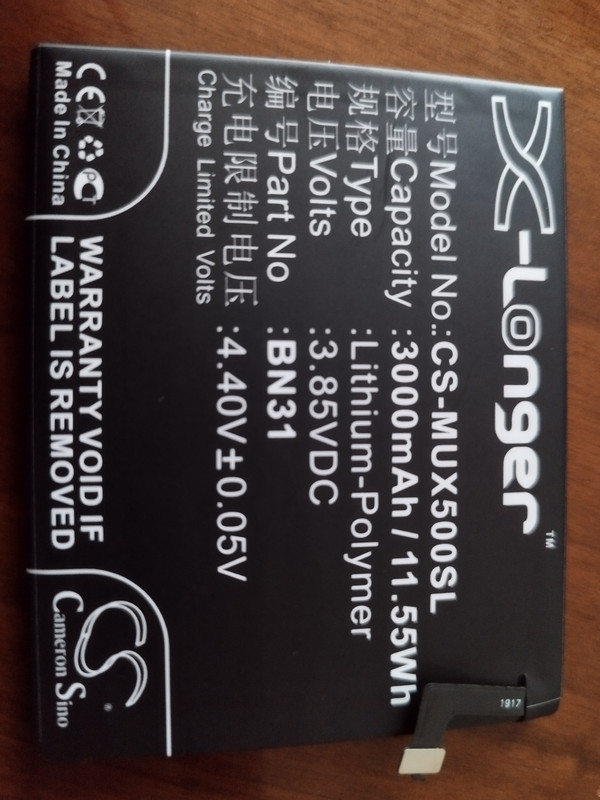 X-Longer™
型号Model No.:CS-MUX500SL
容量Capacity :3000mAh / 11.55Wh
规格Type :Lithium-Polymer
电压Volts :3.85VDC
编号Part No :BN31
充电限制电压 :4.40V±0.05V
Charge Limited Volts
CE PCT
Made In China
WARRANTY VOID IF
LABEL IS REMOVED
CS®
Cameron Sino
1917